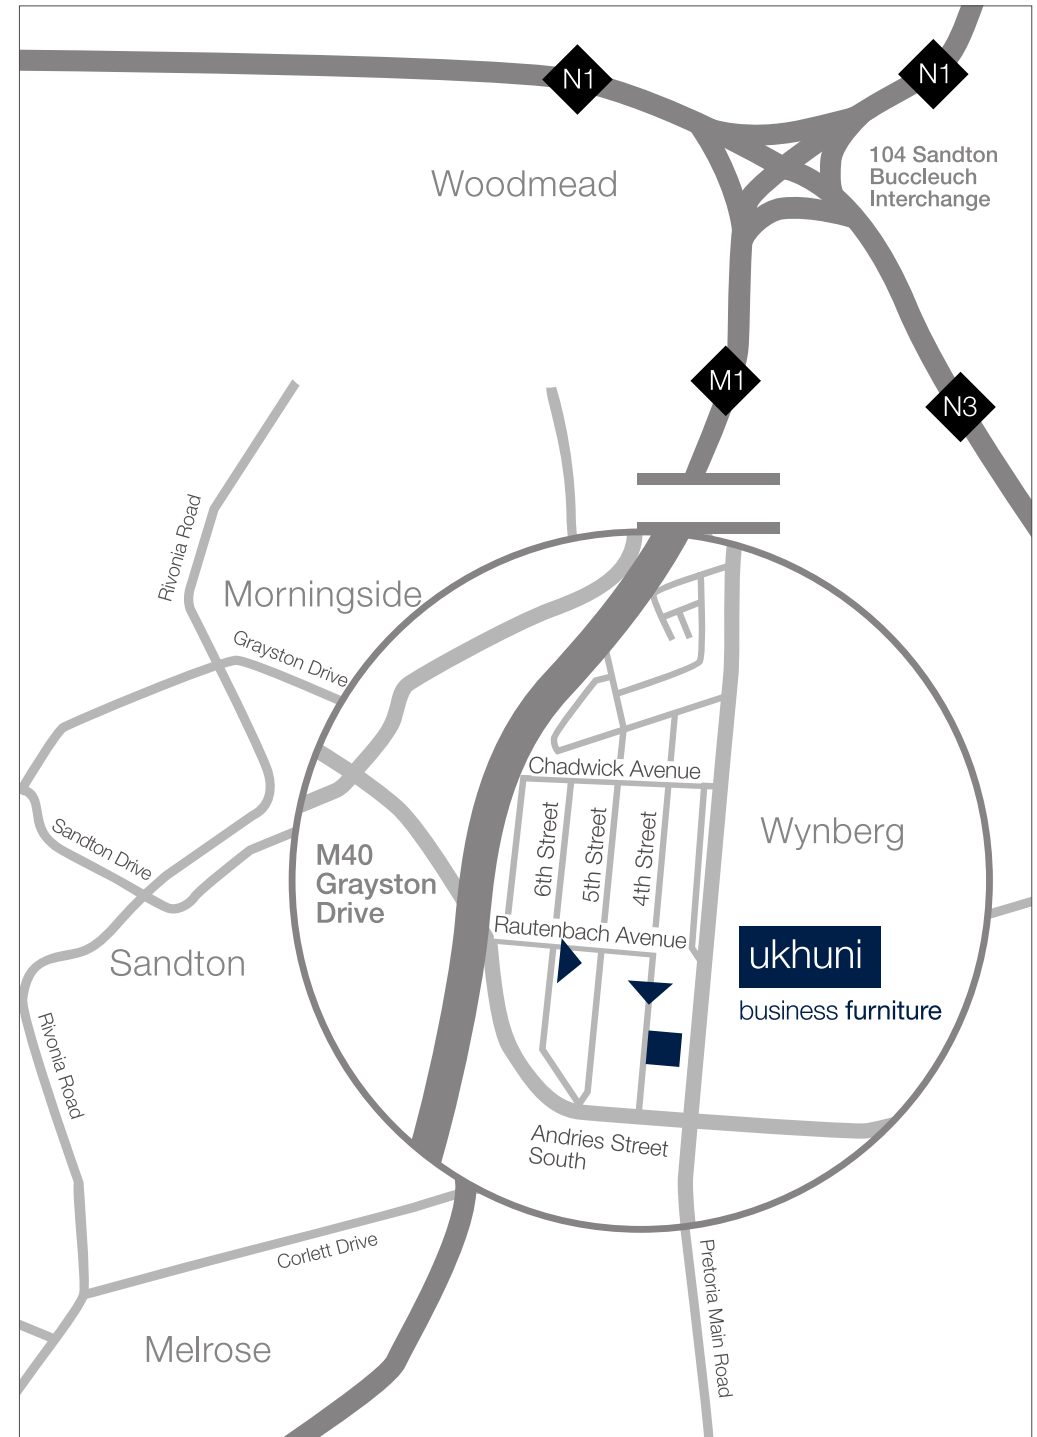 N1
N1
104 Sandton
Buccleuch
Interchange
Woodmead
M1
N3
Rivonia Road
Morningside
Grayston Drive
Chadwick Avenue
Sandton Drive
6th Street
5th Street
4th Street
Wynberg
M40
Grayston
Drive
Rautenbach Avenue
Sandton
ukhuni
business furniture
Rivonia Road
Andries Street
South
Corlett Drive
Pretoria Main Road
Melrose